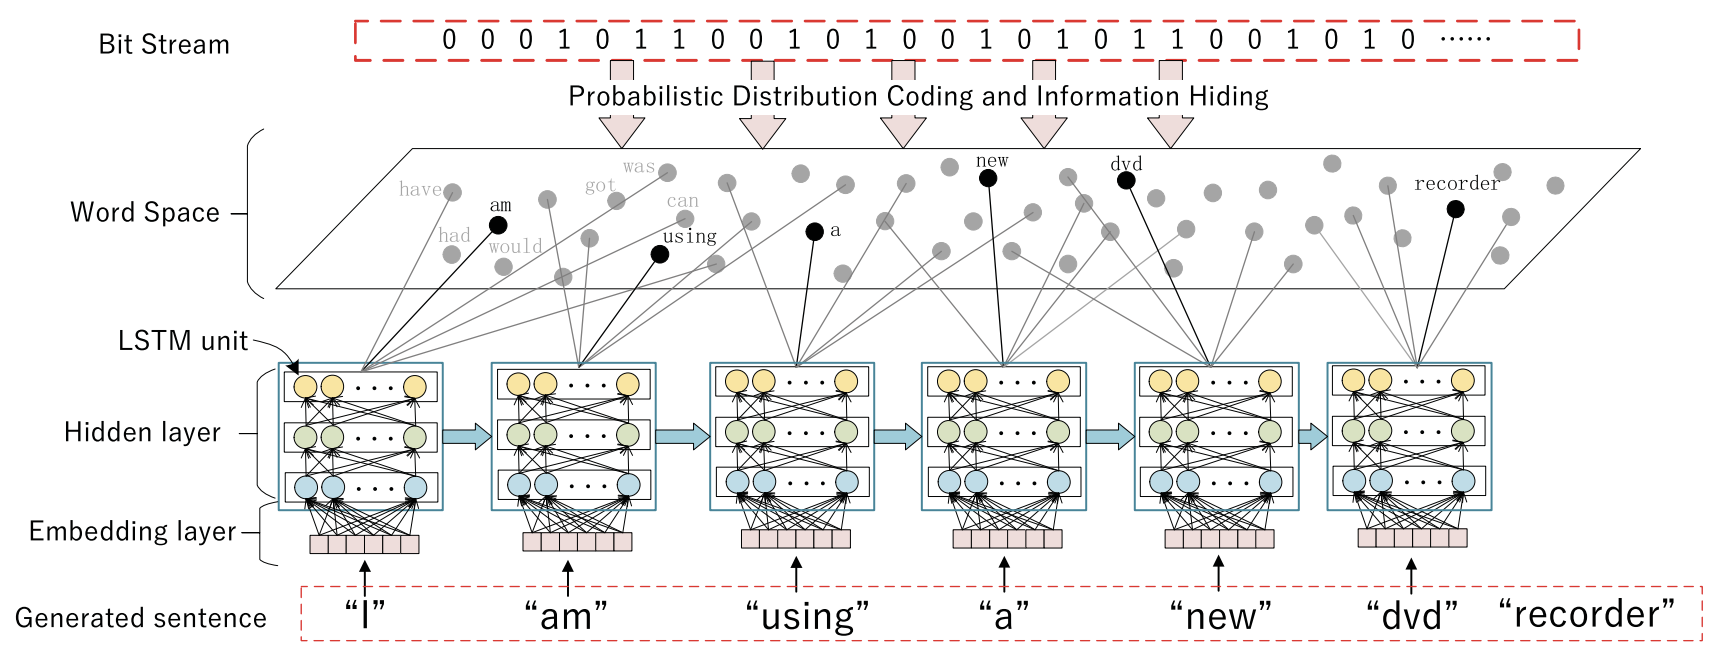 Bit Stream 0 0 0 1 0 1 1 0 0 1 0 1 0 0 1 0 1 0 1 1 0 0 1 0 1 0 ······
Probabilistic Distribution Coding and Information Hiding
was new dvd
have got recorder
am can
Word Space
had would using a
LSTM unit
Hidden layer
Embedding layer
Generated sentence “I” “am” “using” “a” “new” “dvd” “recorder”